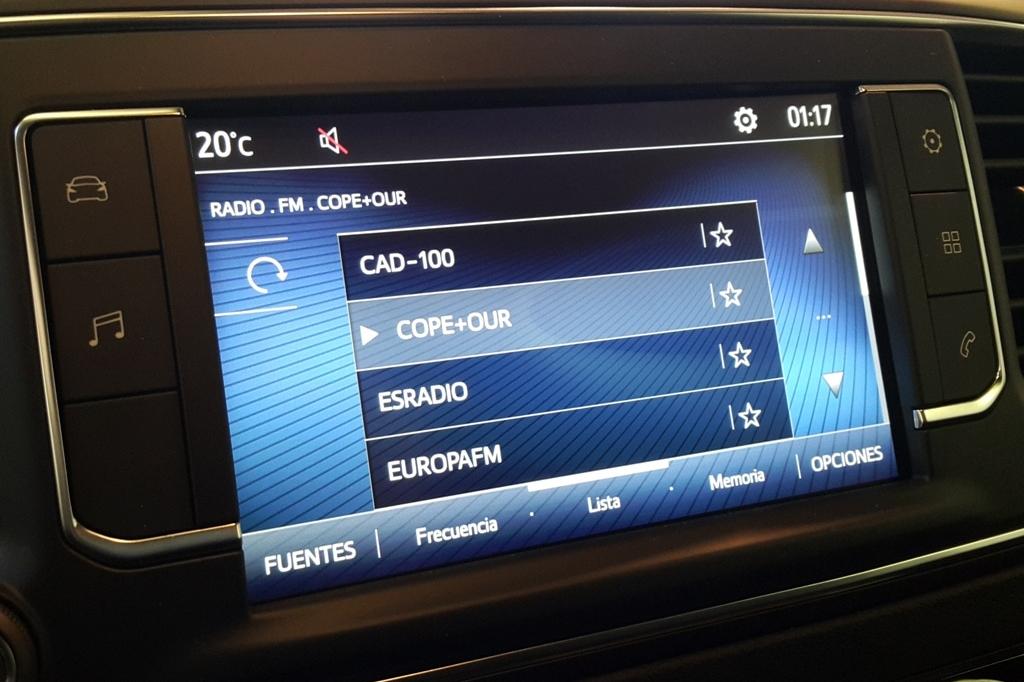 20°C 01:17
RADIO . FM . COPE+OUR
CAD-100
COPE+OUR
ESRADIO
EUROPAFM
FUENTES Frecuencia Lista Memoria OPCIONES